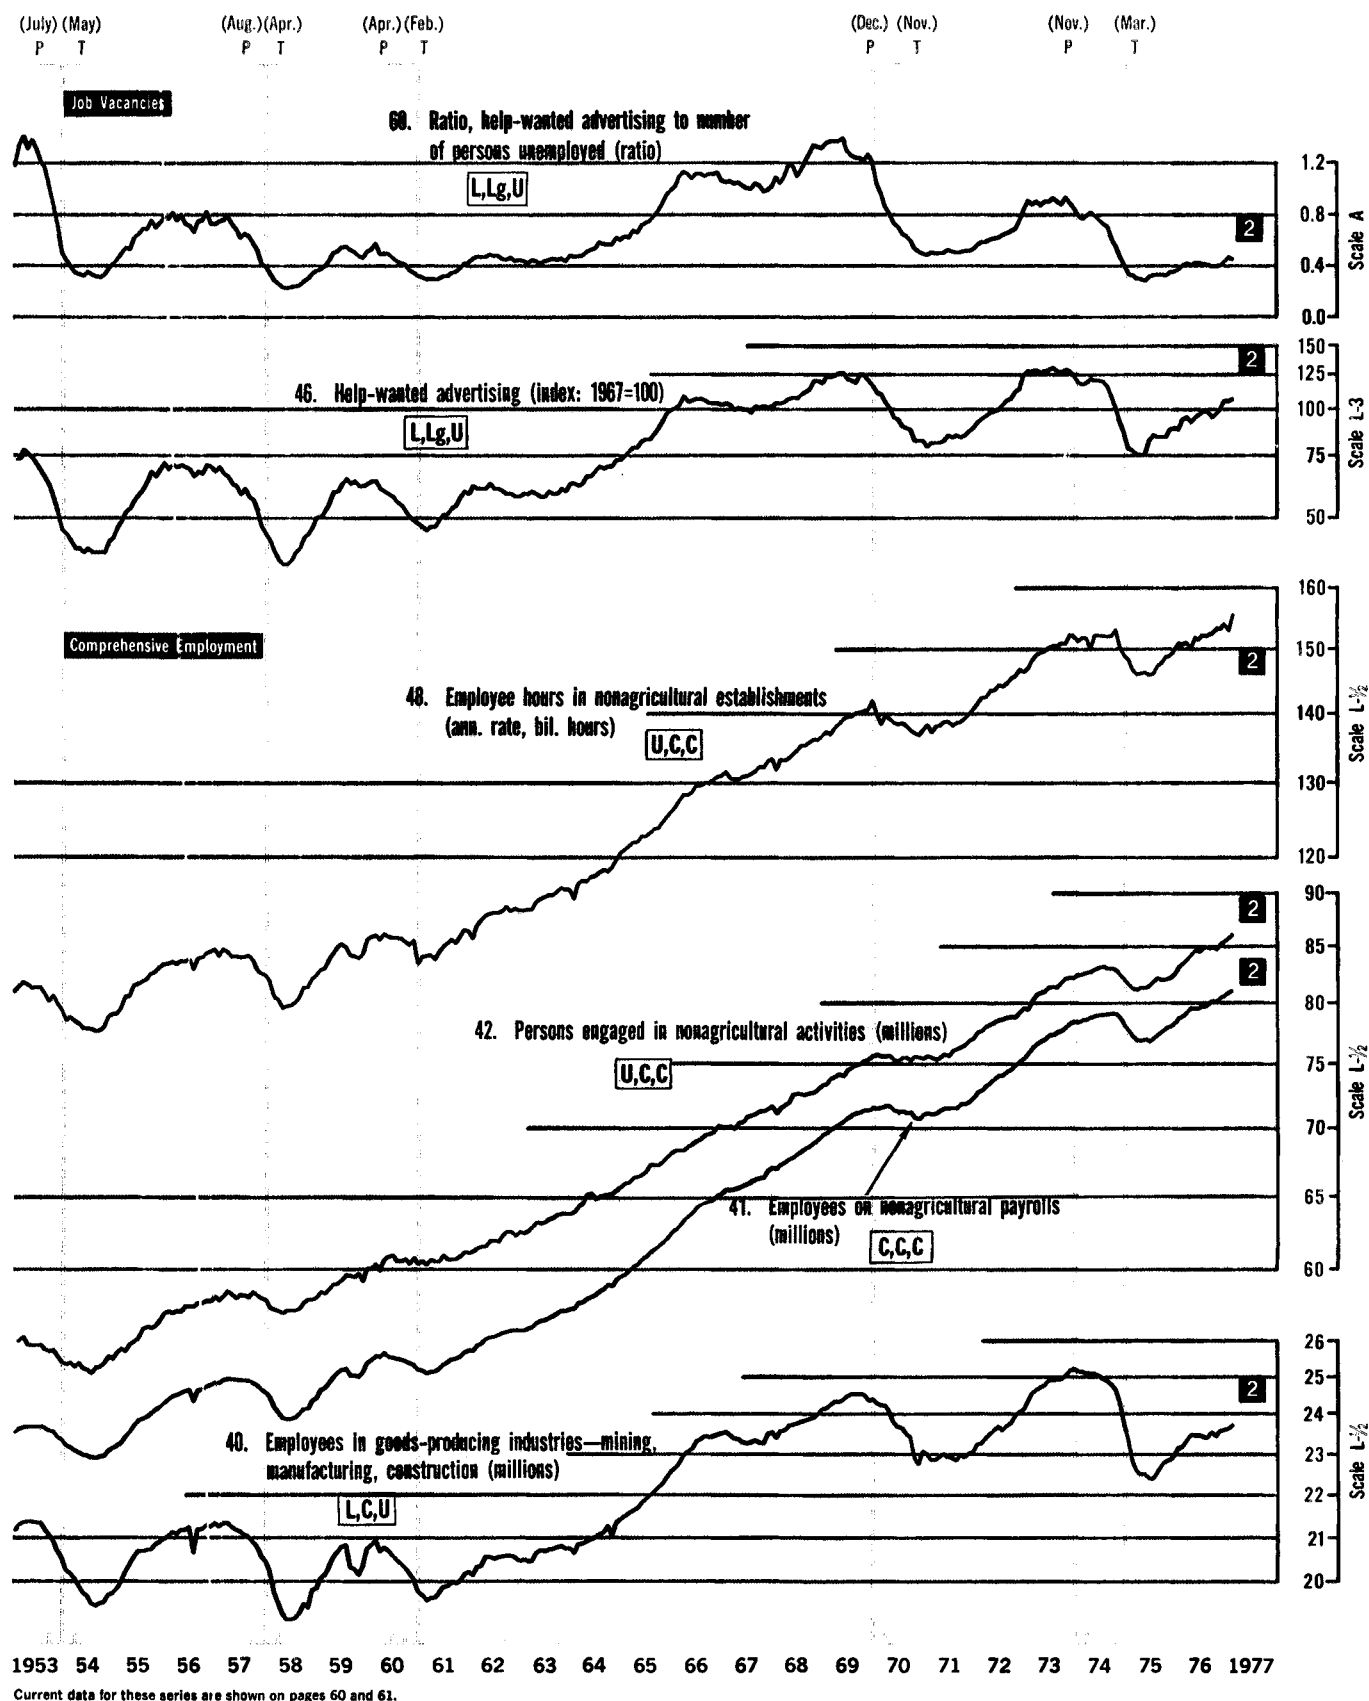 (July) (May) (Aug.) (Apr.) (Apr.) (Feb.) (Dec.) (Nov.) (Nov.) (Mar.)
P T P T P T P T P T
Job Vacancies
60. Ratio, help-wanted advertising to number
of persons unemployed (ratio)
L,Lg,U
1.2
0.8
2
0.4
0.0
Scale A
150
2
125
46. Help-wanted advertising (index: 1967=100)
100
L,Lg,U
75
50
Scale L-3
160
Comprehensive Employment
150
2
48. Employee hours in nonagricultural establishments
(ann. rate, bil. hours)
140
U,C,C
130
120
Scale L-½
90
2
85
2
80
42. Persons engaged in nonagricultural activities (millions)
U,C,C
75
70
65
41. Employees on nonagricultural payrolls
(millions)
C,C,C
60
Scale L-½
26
25
2
24
40. Employees in goods-producing industries—mining,
manufacturing, construction (millions)
23
L,C,U
22
21
20
Scale L-½
1953 54 55 56 57 58 59 60 61 62 63 64 65 66 67 68 69 70 71 72 73 74 75 76 1977
Current data for these series are shown on pages 60 and 61.